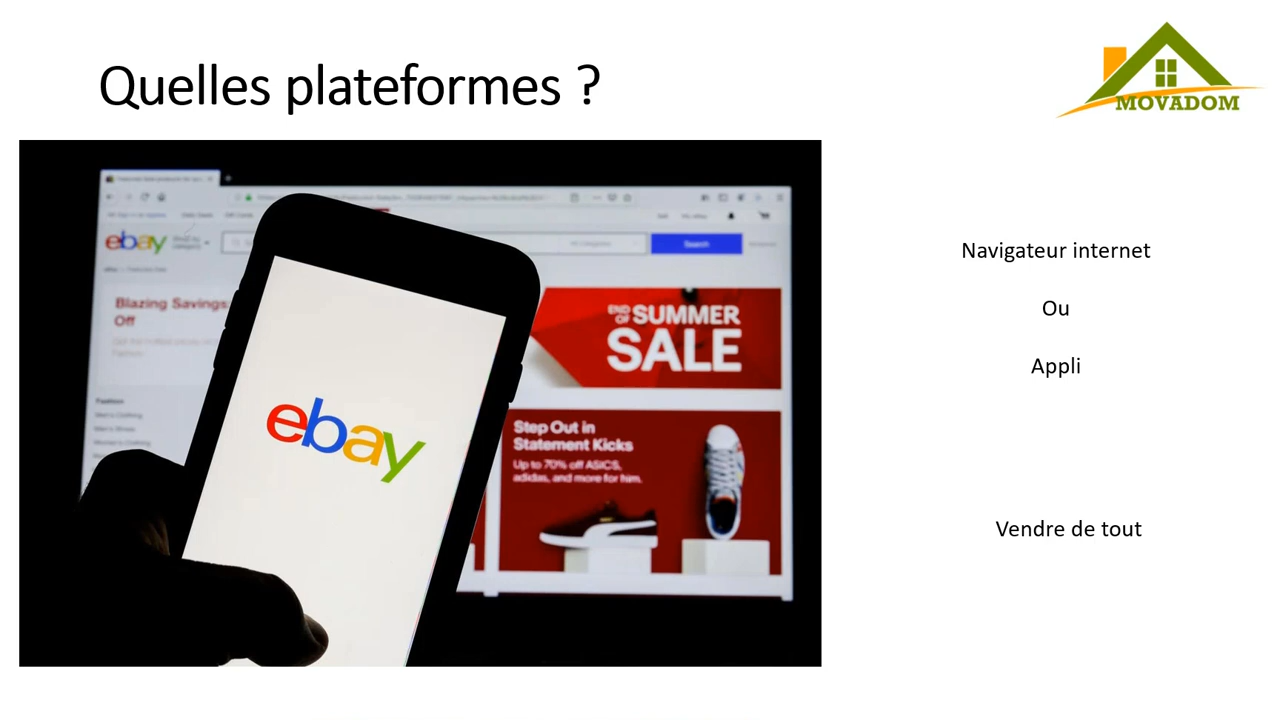 Quelles plateformes ?
MOVADOM
ebay
Search
Blazing Savings
Off
END OF SUMMER
SALE
Fashion
Step Out in
Statement Kicks
Up to 70% off ASICS,
adidas, and more for him.
ebay
Navigateur internet
Ou
Appli
Vendre de tout